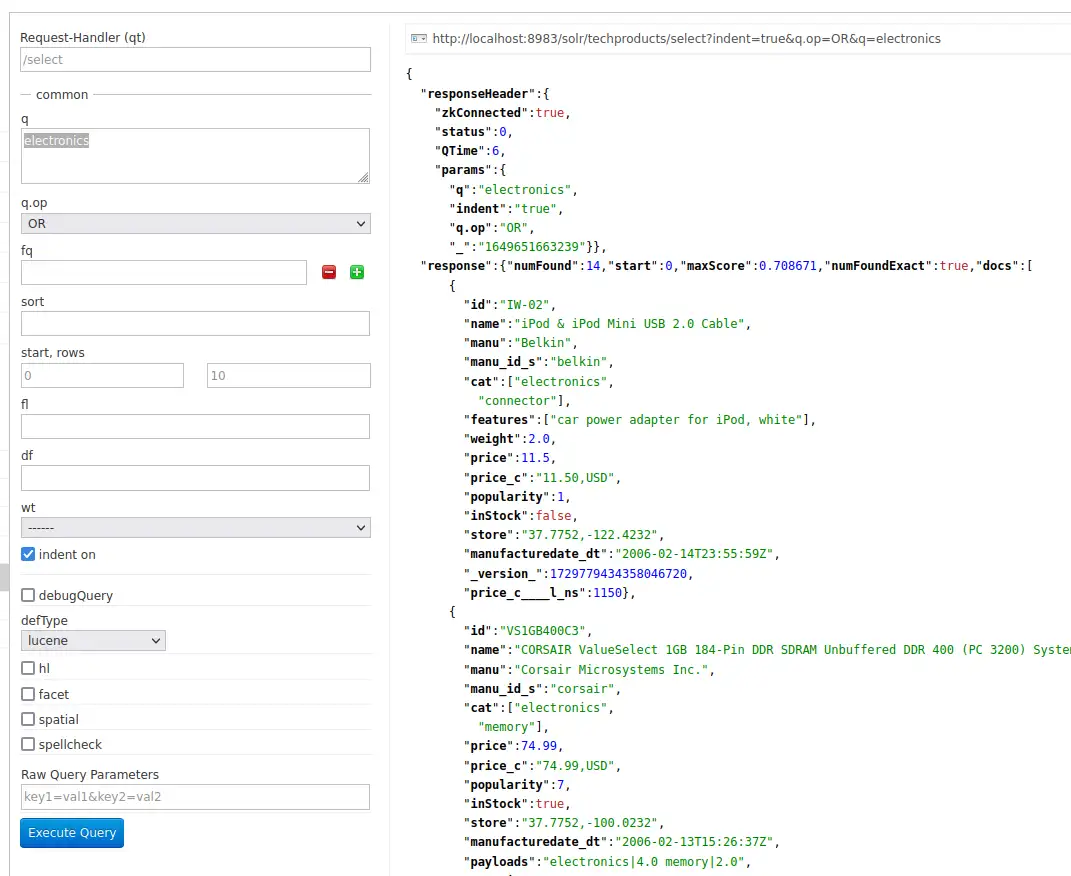 Request-Handler (qt)
/select
common
q
electronics
q.op
OR
fq
sort
start, rows
0 10
fl
df
wt
------
indent on
debugQuery
defType
lucene
hl
facet
spatial
spellcheck
Raw Query Parameters
key1=val1&key2=val2
Execute Query
http://localhost:8983/solr/techproducts/select?indent=true&q.op=OR&q=electronics
{
"responseHeader":{
"zkConnected":true,
"status":0,
"QTime":6,
"params":{
"q":"electronics",
"indent":"true",
"q.op":"OR",
"_":"1649651663239"}},
"response":{"numFound":14,"start":0,"maxScore":0.708671,"numFoundExact":true,"docs":[
{
"id":"IW-02",
"name":"iPod & iPod Mini USB 2.0 Cable",
"manu":"Belkin",
"manu_id_s":"belkin",
"cat":["electronics",
"connector"],
"features":["car power adapter for iPod, white"],
"weight":2.0,
"price":11.5,
"price_c":"11.50,USD",
"popularity":1,
"inStock":false,
"store":"37.7752,-122.4232",
"manufacturedate_dt":"2006-02-14T23:55:59Z",
"_version_":1729779434358046720,
"price_c____l_ns":1150},
{
"id":"VS1GB400C3",
"name":"CORSAIR ValueSelect 1GB 184-Pin DDR SDRAM Unbuffered DDR 400 (PC 3200) Syste
"manu":"Corsair Microsystems Inc.",
"manu_id_s":"corsair",
"cat":["electronics",
"memory"],
"price":74.99,
"price_c":"74.99,USD",
"popularity":7,
"inStock":true,
"store":"37.7752,-100.0232",
"manufacturedate_dt":"2006-02-13T15:26:37Z",
"payloads":"electronics|4.0 memory|2.0",